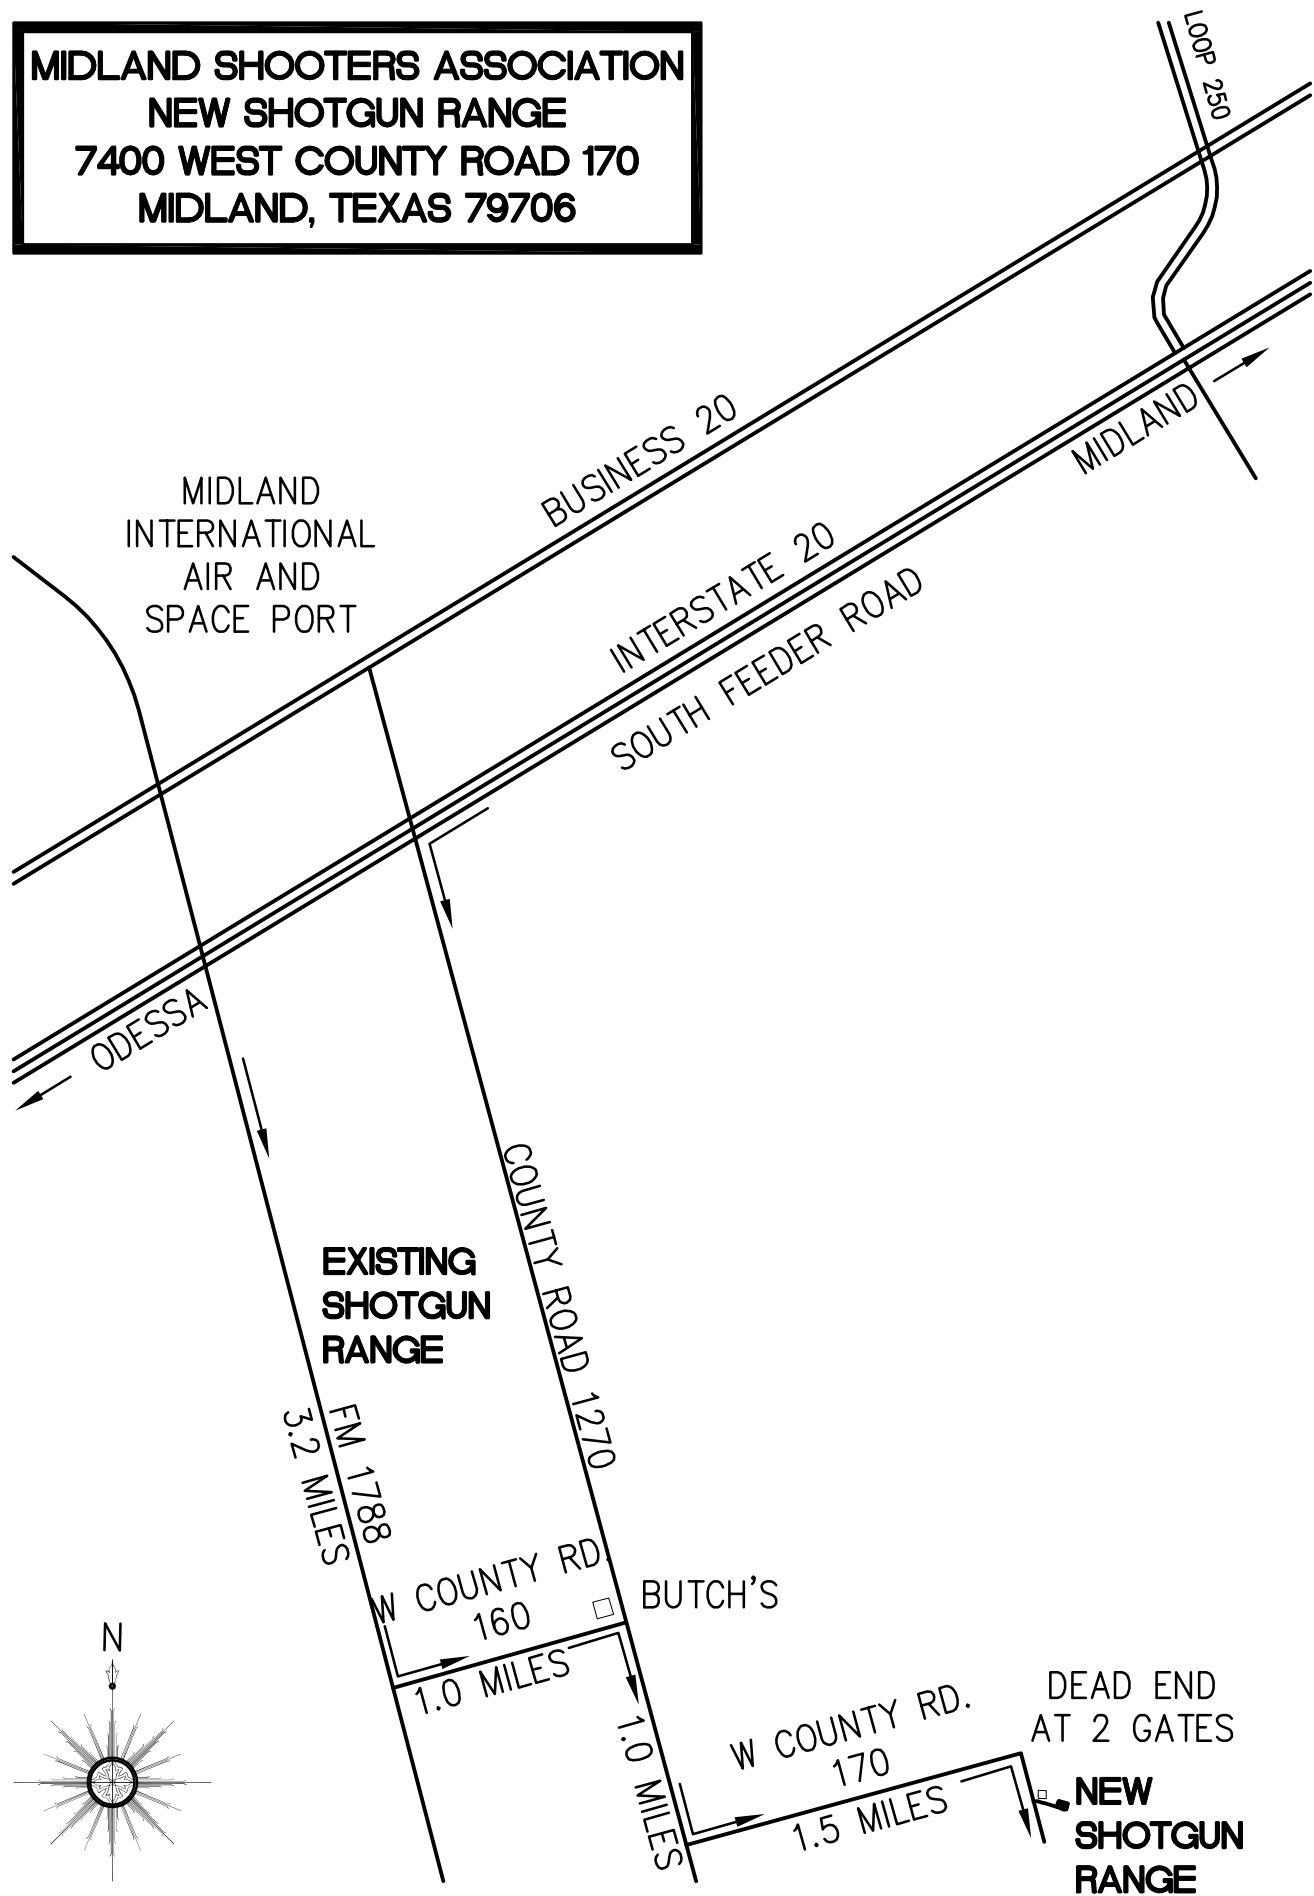 MIDLAND SHOOTERS ASSOCIATION
NEW SHOTGUN RANGE
7400 WEST COUNTY ROAD 170
MIDLAND, TEXAS 79706
LOOP 250
BUSINESS 20
MIDLAND
MIDLAND
INTERNATIONAL
AIR AND
SPACE PORT
INTERSTATE 20
SOUTH FEEDER ROAD
ODESSA
COUNTY ROAD 1270
EXISTING
SHOTGUN
RANGE
FM 1788
3.2 MILES
W COUNTY RD.
160
BUTCH'S
1.0 MILES
N
1.0 MILES
W COUNTY RD.
170
1.5 MILES
DEAD END
AT 2 GATES
NEW
SHOTGUN
RANGE